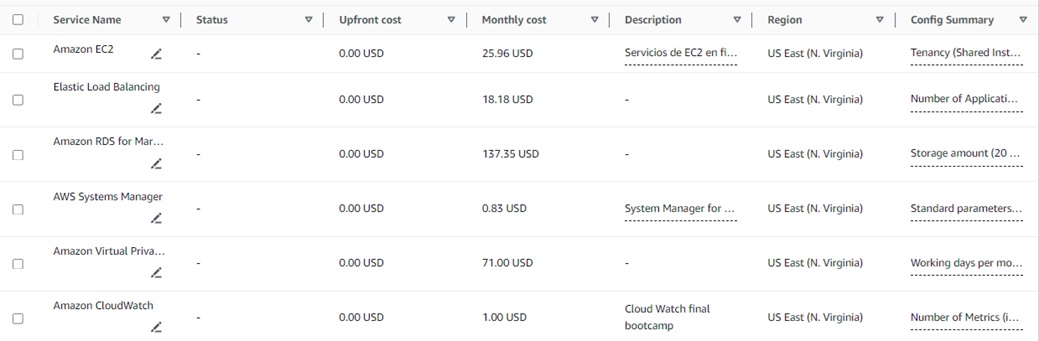 Service Name Status Upfront cost Monthly cost Description Region Config Summary
Amazon EC2 - 0.00 USD 25.96 USD Servicios de EC2 en fi... US East (N. Virginia) Tenancy (Shared Inst...
Elastic Load Balancing - 0.00 USD 18.18 USD - US East (N. Virginia) Number of Applicati...
Amazon RDS for Mar... - 0.00 USD 137.35 USD - US East (N. Virginia) Storage amount (20 ...
AWS Systems Manager - 0.00 USD 0.83 USD System Manager for ... US East (N. Virginia) Standard parameters...
Amazon Virtual Priva... - 0.00 USD 71.00 USD - US East (N. Virginia) Working days per mo...
Amazon CloudWatch - 0.00 USD 1.00 USD Cloud Watch final
bootcamp US East (N. Virginia) Number of Metrics (i...